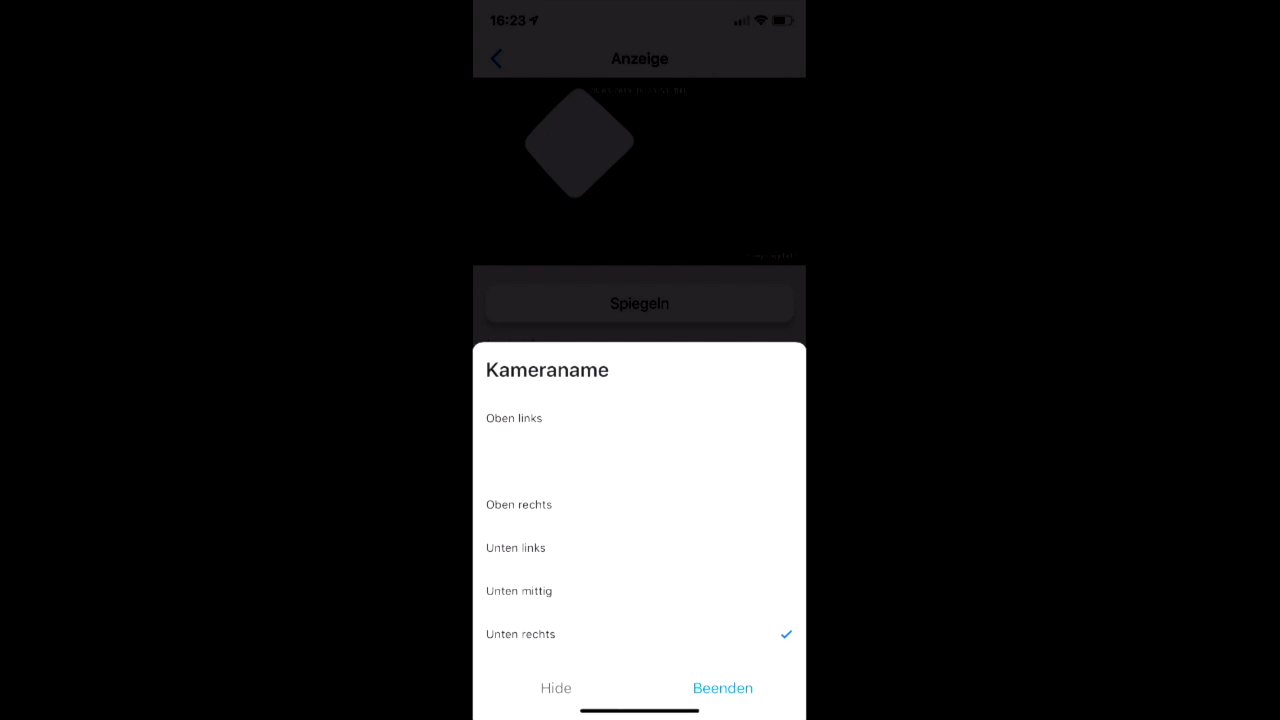 16:23
Anzeige
Spiegeln
Kameraname
Oben links
Oben rechts
Unten links
Unten mittig
Unten rechts
Hide
Beenden